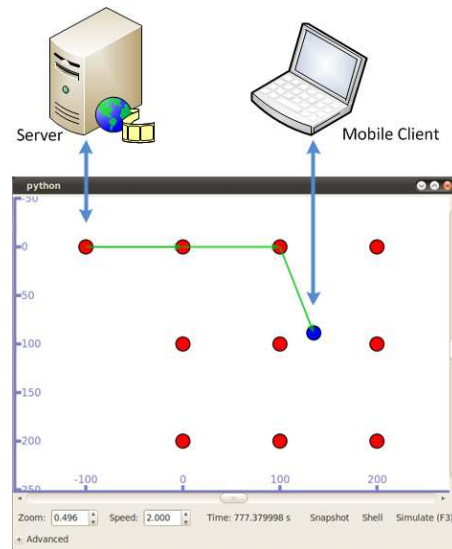 Server
Mobile Client
python
-50
0
50
100
150
200
250
-100
0
100
200
Zoom: 0.496 Speed: 2.000 Time: 777.379998 s Snapshot Shell Simulate (F3)
Advanced